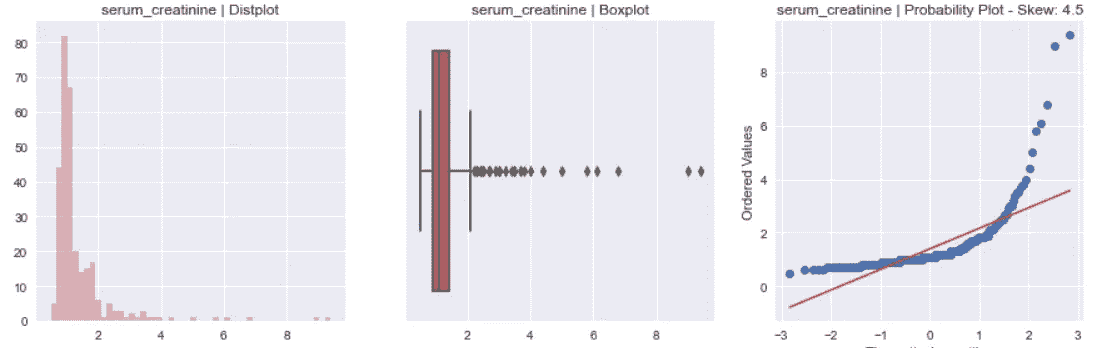 serum_creatinine | Distplot
80
70
60
50
40
30
20
10
0
2 4 6 8
serum_creatinine | Boxplot
2 4 6 8
serum_creatinine | Probability Plot - Skew: 4.5
Ordered Values
8
6
4
2
0
−3 −2 −1 0 1 2 3